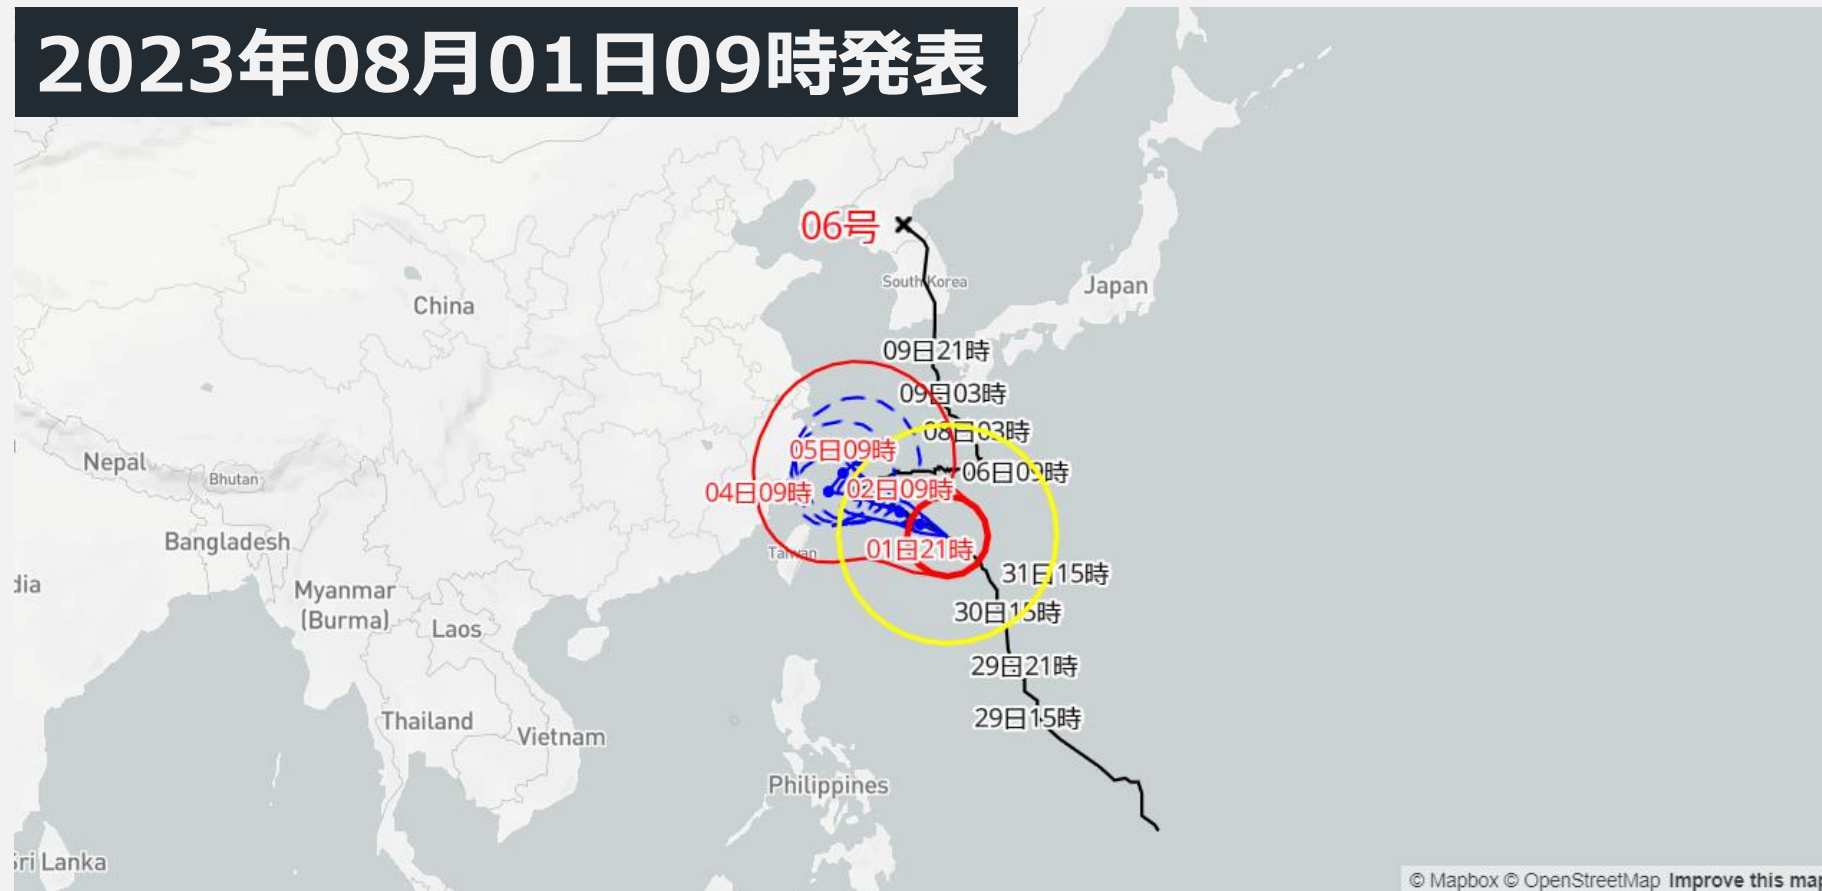 2023年08月01日09時発表
06号
South Korea
Japan
China
09日21時
09日03時
08日03時
05日09時
06日09時
Nepal
Bhutan
04日09時
02日09時
Bangladesh
01日21時
Taiwan
31日15時
dia
Myanmar
(Burma)
30日15時
Laos
29日21時
29日15時
Thailand
Vietnam
Philippines
Sri Lanka
© Mapbox © OpenStreetMap Improve this map